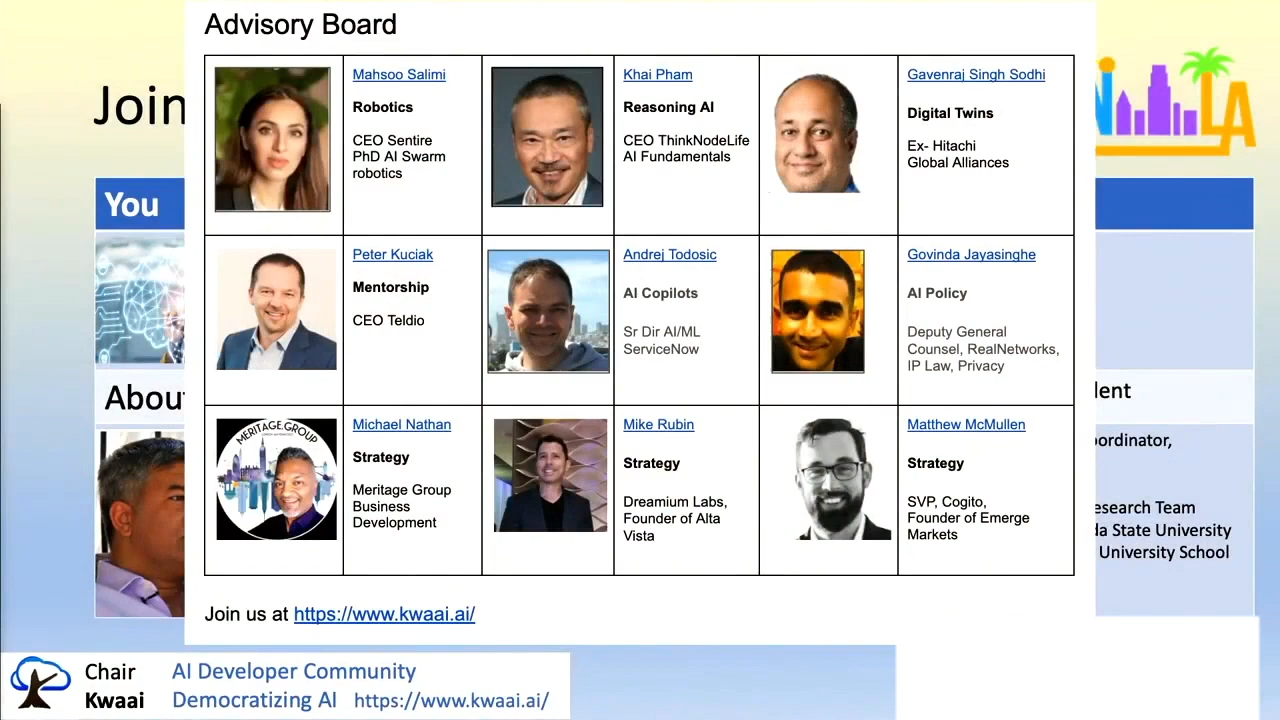 Advisory Board
Join
You
About
Mahsoo Salimi
Robotics
CEO Sentire
PhD AI Swarm
robotics
Khai Pham
Reasoning AI
CEO ThinkNodeLife
AI Fundamentals
Gavenraj Singh Sodhi
Digital Twins
Ex- Hitachi
Global Alliances
Peter Kuciak
Mentorship
CEO Teldio
Andrej Todosic
AI Copilots
Sr Dir AI/ML
ServiceNow
Govinda Jayasinghe
AI Policy
Deputy General
Counsel, RealNetworks,
IP Law, Privacy
MERITAGE.GROUP
Michael Nathan
Strategy
Meritage Group
Business
Development
Mike Rubin
Strategy
Dreamium Labs,
Founder of Alta
Vista
Matthew McMullen
Strategy
SVP, Cogito,
Founder of Emerge
Markets
LA
dent
oordinator,
esearch Team
da State University
University School
Join us at https://www.kwaai.ai/
Chair AI Developer Community
Kwaai Democratizing AI https://www.kwaai.ai/